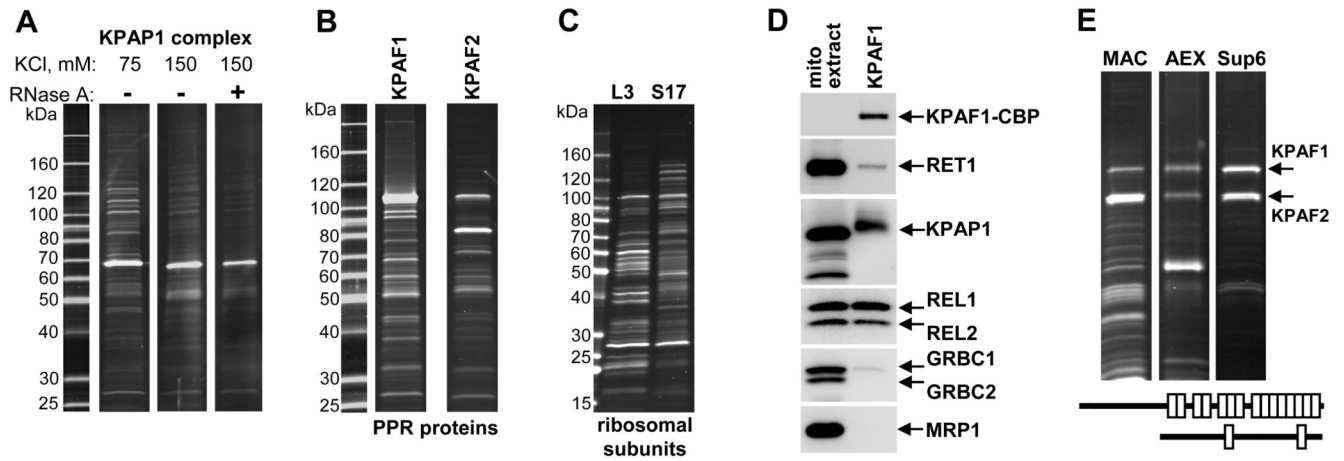 A
KPAP1 complex
KCl, mM: 75 150 150
RNase A: - - +
kDa
160
120
100
80
70
60
50
40
30
25
B
KPAF1
KPAF2
kDa
160
120
100
80
70
60
50
40
30
25
PPR proteins
C
L3 S17
kDa
160
120
100
80
70
60
50
40
30
25
15
ribosomal
subunits
D
mito
extract
KPAF1
KPAF1-CBP
RET1
KPAP1
REL1
REL2
GRBC1
GRBC2
MRP1
E
MAC AEX Sup6
KPAF1
KPAF2